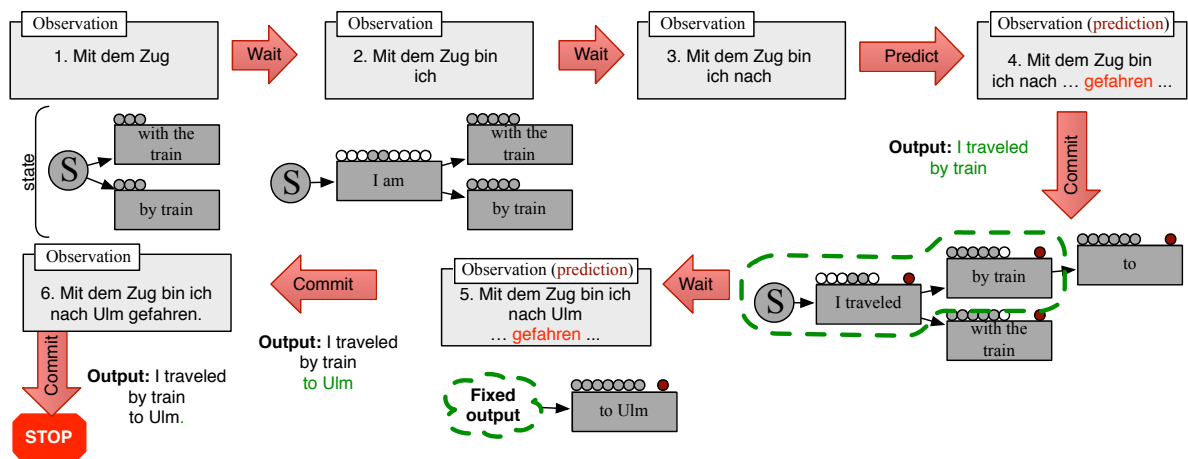 Observation
1. Mit dem Zug
Wait
Observation
2. Mit dem Zug bin
ich
Wait
Observation
3. Mit dem Zug bin
ich nach
Predict
Observation (prediction)
4. Mit dem Zug bin
ich nach … gefahren ...
state
S
with the
train
by train
S
I am
with the
train
by train
Output: I traveled
by train
Commit
S
I traveled
by train
with the
train
to
Wait
Observation (prediction)
5. Mit dem Zug bin ich
nach Ulm
… gefahren ...
Fixed
output
to Ulm
Commit
Output: I traveled
by train
to Ulm
Observation
6. Mit dem Zug bin ich
nach Ulm gefahren.
Commit
Output: I traveled
by train
to Ulm.
STOP